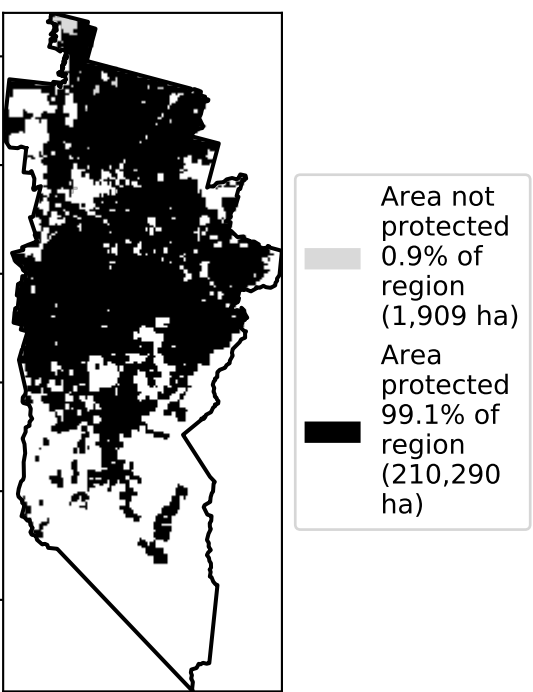 Area not
protected
0.9% of
region
(1,909 ha)
Area
protected
99.1% of
region
(210,290
ha)